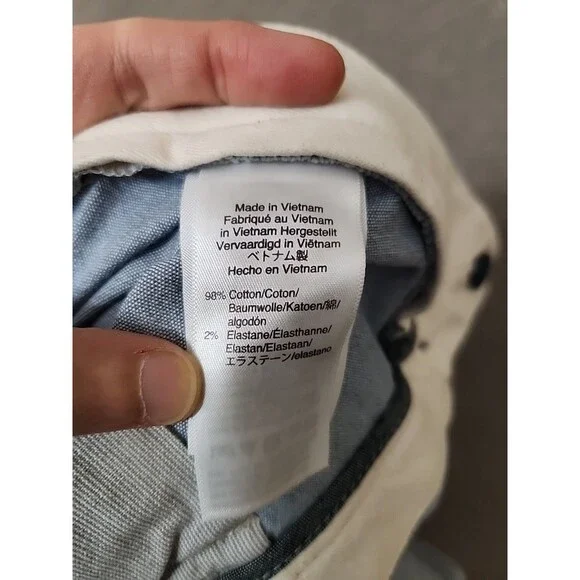 Made in Vietnam
Fabriqué au Vietnam
in Vietnam Hergestellt
Vervaardigd in Viëtnam
ベトナム製
Hecho en Vietnam
98% Cotton/Coton/
Baumwolle/Katoen/綿/
algodón
2% Elastane/Élasthanne/
Elastan/Elastaan/
エラステーン/elastano